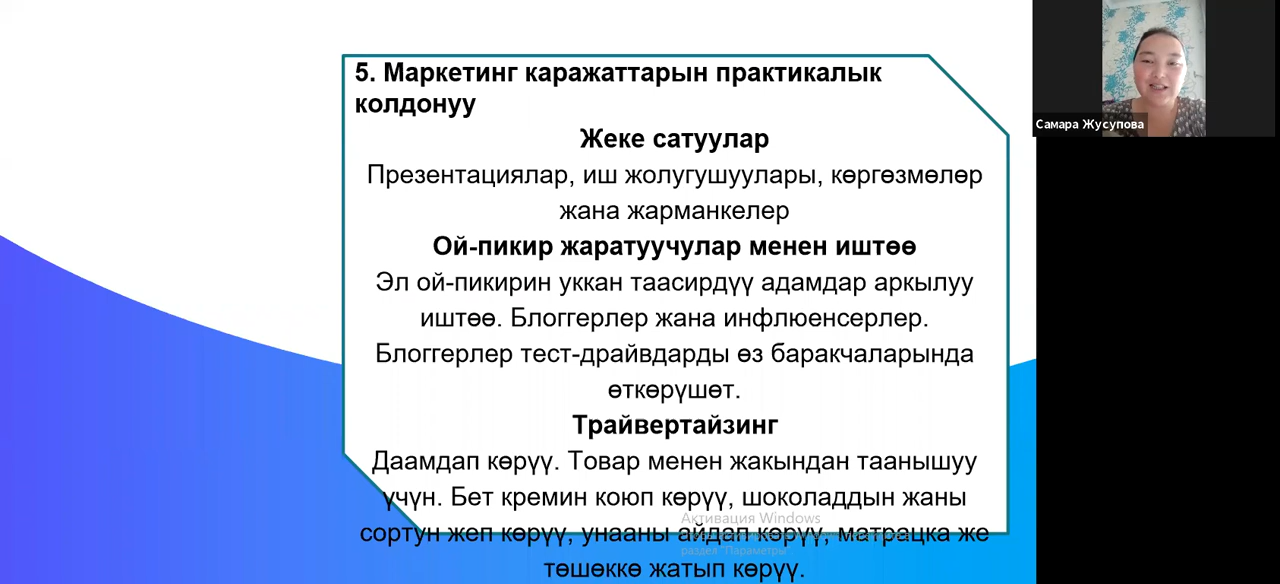 5. Маркетинг каражаттарын практикалык
колдонуу
Жеке сатуулар
Презентациялар, иш жолугушуулары, көргөзмөлөр
жана жарманкелер
Ой-пикир жаратуучулар менен иштөө
Эл ой-пикирин уккан таасирдүү адамдар аркылуу
иштөө. Блоггерлер жана инфлюенсерлер.
Блоггерлер тест-драйвдарды өз баракчаларында
өткөрүшөт.
Трайвертайзинг
Даамдап көрүү. Товар менен жакындан таанышуу
үчүн. Бет кремин коюп көрүү, шоколаддын жаны
сортун жеп көрүү, унааны айдап көрүү, матрацка же
төшөккө жатып көрүү.
Активация Windows
раздел "Параметры"
Самара Жусупова